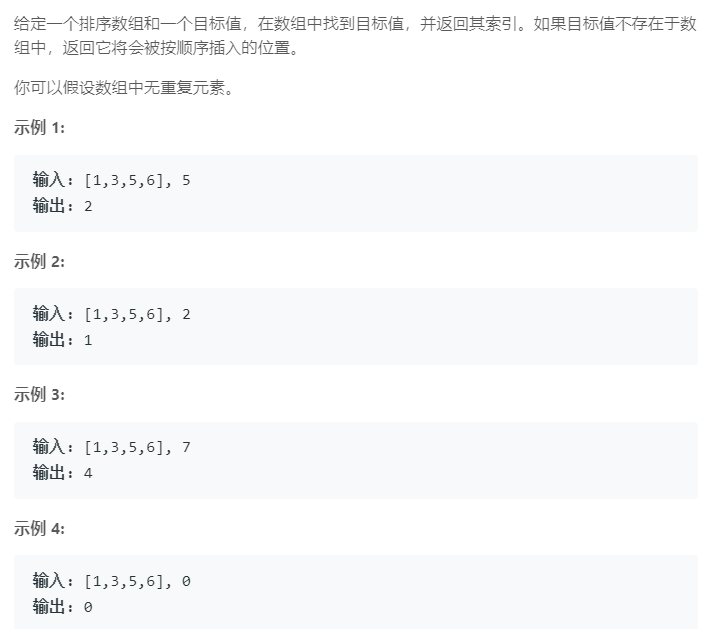 给定一个排序数组和一个目标值，在数组中找到目标值，并返回其索引。如果目标值不存在于数
组中，返回它将会被按顺序插入的位置。
你可以假设数组中无重复元素。
示例 1:
输入: [1,3,5,6], 5
输出: 2
示例 2:
输入: [1,3,5,6], 2
输出: 1
示例 3:
输入: [1,3,5,6], 7
输出: 4
示例 4:
输入: [1,3,5,6], 0
输出: 0